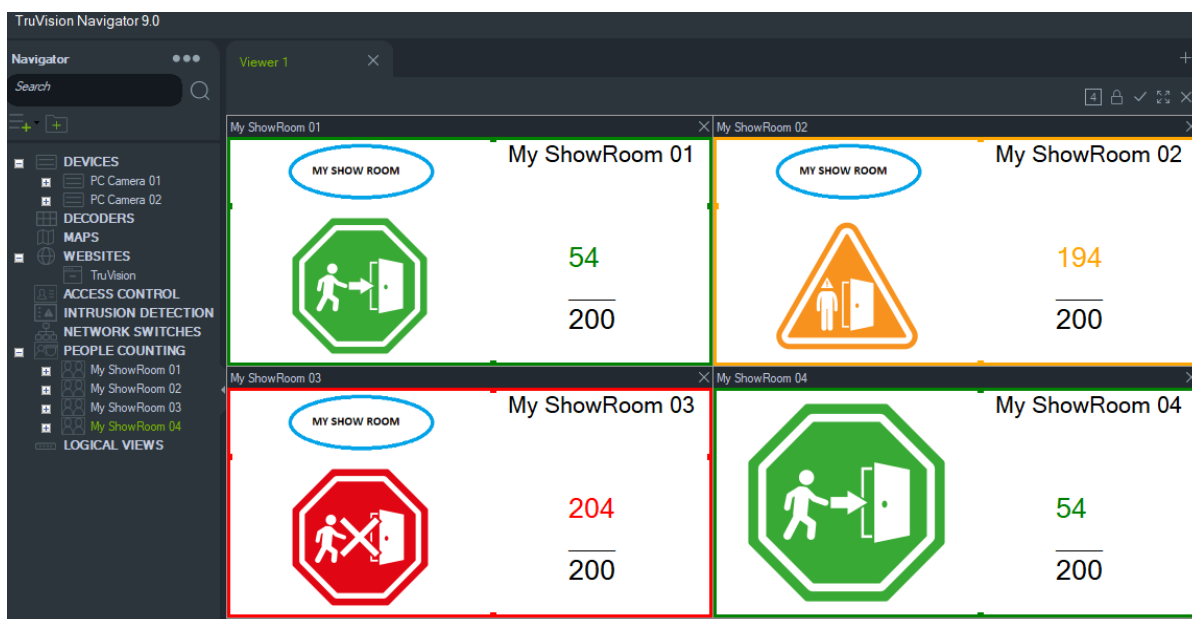 TruVision Navigator 9.0
Navigator
Viewer 1
Search
4
DEVICES
PC Camera 01
PC Camera 02
DECODERS
MAPS
WEBSITES
TruVision
ACCESS CONTROL
INTRUSION DETECTION
NETWORK SWITCHES
PEOPLE COUNTING
My ShowRoom 01
My ShowRoom 02
My ShowRoom 03
My ShowRoom 04
LOGICAL VIEWS
My ShowRoom 01
MY SHOW ROOM
My ShowRoom 01
54
200
My ShowRoom 02
MY SHOW ROOM
My ShowRoom 02
194
200
My ShowRoom 03
MY SHOW ROOM
My ShowRoom 03
204
200
My ShowRoom 04
My ShowRoom 04
54
200